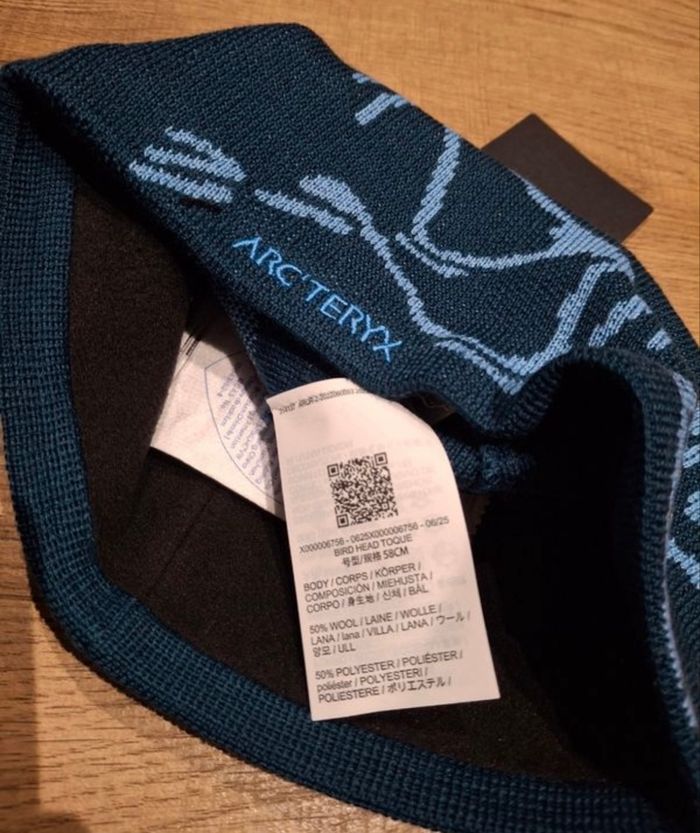 ARC'TERYX
X000006756 - 0625X000006756 - 06/25
BIRD HEAD TOQUE
号型/规格 58CM
BODY / CORPS / KÖRPER /
COMPOSICIÓN / MIEHUSTA /
CORPO / 身生地 / 신체 / BÅL
50% WOOL / LAINE / WOLLE /
LANA / lana / VILLA / LANA / ウール /
양모 / ULL
50% POLYESTER / POLIÉSTER /
poliéster / POLYESTERI /
POLIESTERE / ポリエステル /